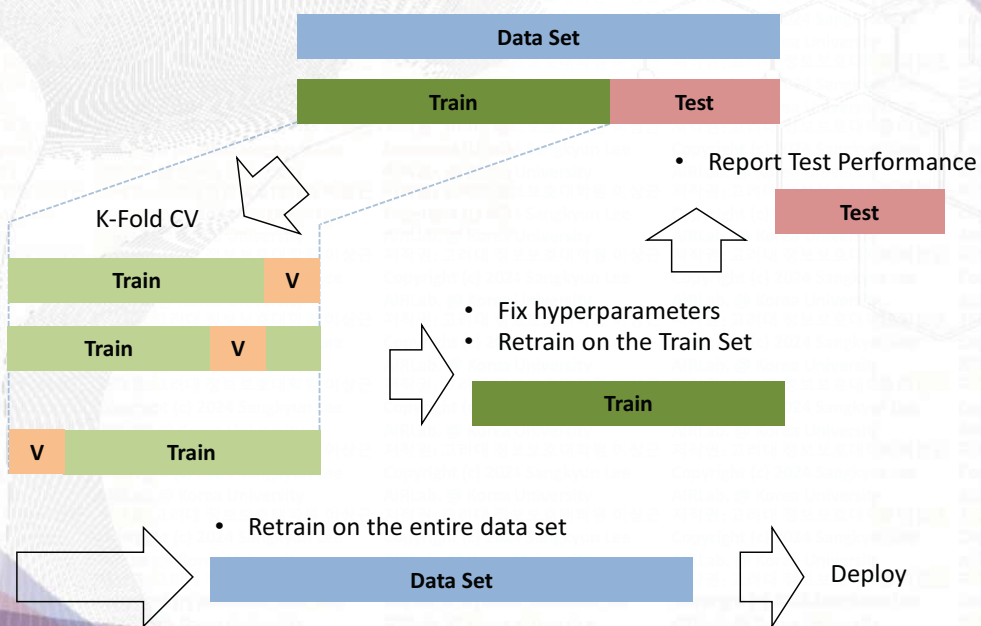 Data Set
Train
Test
• Report Test Performance
Test
K-Fold CV
Train
V
Train
V
V
Train
• Fix hyperparameters
• Retrain on the Train Set
Train
• Retrain on the entire data set
Data Set
Deploy